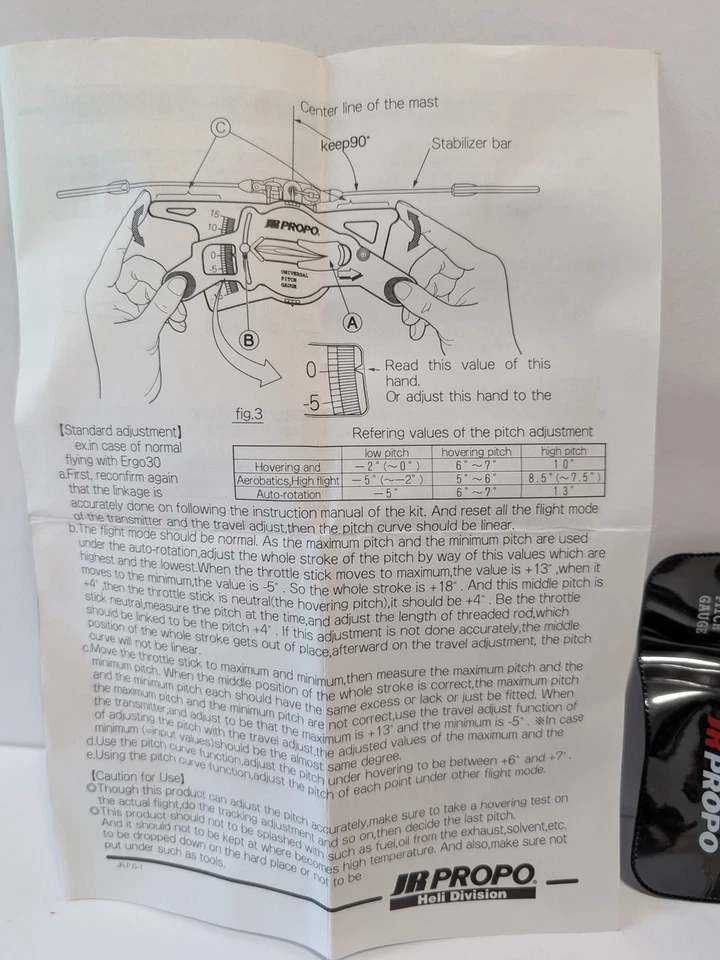 Center line of the mast
C
keep90°
Stabilizer bar
15
10
JR PROPO.
0
-5
UNIVERSAL
PITCH
GAUGE
-10
A
B
0
-5
Read this value of this
hand.
Or adjust this hand to the
fig.3
【Standard adjustment】
ex.in case of normal
flying with Ergo30
a.First, reconfirm again
that the linkage is
Refering values of the pitch adjustment
low pitch hovering pitch high pitch
Hovering and −2°(∼0°) 6°∼7° 10°
Aerobatics,High flight −5°(∼−2°) 5°∼6° 8.5°(∼7.5°)
Auto-rotation −5° 6°∼7° 13°
accurately done on following the instruction manual of the kit. And reset all the flight mode
of the transmitter and the travel adjust,then the pitch curve should be linear.
b.The flight mode should be normal. As the maximum pitch and the minimum pitch are used
under the auto-rotation,adjust the whole stroke of the pitch by way of this values which are
highest and the lowest.When the throttle stick moves to maximum,the value is +13°,when it
moves to the minimum,the value is -5°. So the whole stroke is +18°. And this middle pitch is
+4°,then the throttle stick is neutral(the hovering pitch),it should be +4°. Be the throttle
stick neutral,measure the pitch at the time,and adjust the length of threaded rod,which
should be linked to be the pitch +4°. If this adjustment is not done accurately,the middle
position of the whole stroke gets out of place,afterward on the travel adjustment, the pitch
curve will not be linear.
c.Move the throttle stick to maximum and minimum,then measure the maximum pitch and the
minimum pitch. When the middle position of the whole stroke is correct,the maximum pitch
and the minimum pitch each should have the same excess or lack or just be fitted. When
the maximum pitch and the minimum pitch are not correct,use the travel adjust function of
the transmitter,and adjust to be that the maximum is +13° and the minimum is -5°. ※In case
of adjusting the pitch with the travel adjust,the adjusted values of the maximum and the
minimum (=input values)should be the almost same degree.
d.Use the pitch curve function,adjust the pitch under hovering to be between +6° and +7°.
e.Using the pitch curve function,adjust the pitch of each point under other flight mode.
【Caution for Use】
◎Though this product can adjust the pitch accurately,make sure to take a hovering test on
the actual flight,do the tracking adjustment and so on,then decide the last pitch.
◎This product should not to be splashed with such as fuel,oil from the exhaust,solvent,etc.
And it should not to be kept at where becomes high temperature. And also,make sure not
to be dropped down on the hard place or not to be
put under such as tools.
JR.P.G-1
JR PROPO.
Heli Division
PITCH
GAUGE
JR PROPO